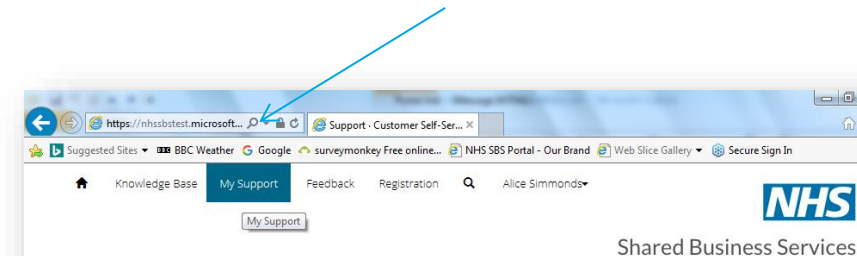 https://nhssbstest.microsoft... Support · Customer Self-Ser...
Suggested Sites BBC Weather Google surveymonkey Free online... NHS SBS Portal - Our Brand Web Slice Gallery Secure Sign In
Knowledge Base My Support Feedback Registration Alice Simmonds
My Support
NHS
Shared Business Services